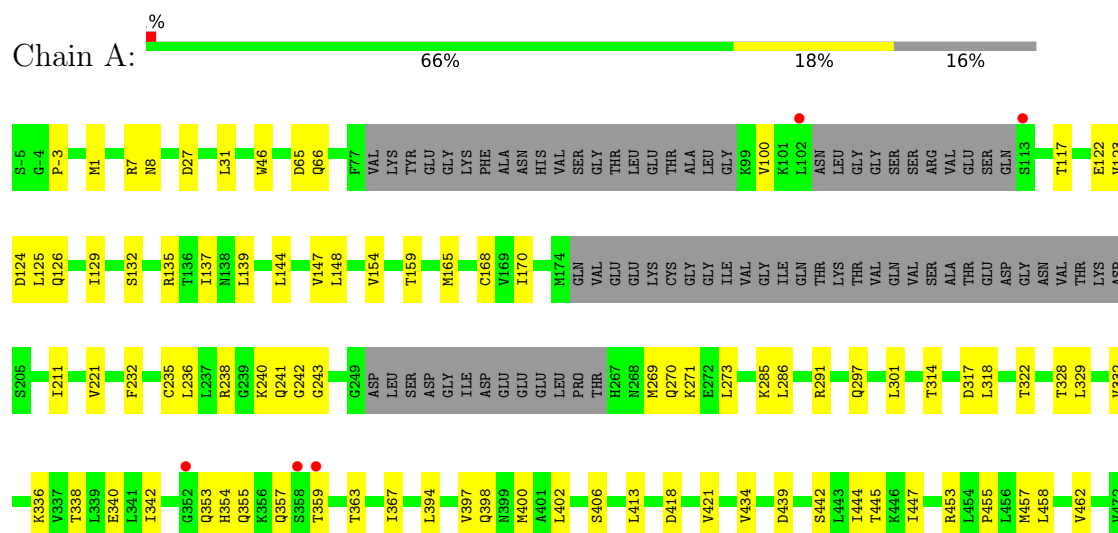 .%
Chain A:
66% 18% 16%
S-5 G-4 P-3 M1 R7 N8 D27 L31 W46 D65 Q66 F77 VAL LYS TYR GLU GLY LYS PHE ALA ASN HIS VAL SER GLY THR LEU GLU THR ALA LEU GLY K99 V100 K101 L102 ASN LEU GLY GLY SER SER ARG VAL GLU SER GLN S113 T117 E122 V123
D124 L125 Q126 I129 S132 R135 T136 I137 N138 L139 L144 V147 L148 V154 T159 M165 C168 V169 I170 M174 GLN VAL GLU GLU LYS CYS GLY GLY ILE VAL GLY ILE GLN THR LYS THR VAL GLN VAL SER ALA THR GLU ASP GLY ASN VAL THR LYS ASP
S205 I211 V221 F232 C235 L236 L237 R238 G239 K240 Q241 G242 G243 G249 ASP LEU SER ASP GLY ILE ASP GLU GLU GLU LEU PRO THR H267 N268 M269 Q270 K271 E272 L273 K285 L286 R291 Q297 L301 T314 D317 L318 T322 T328 L329
K336 V337 T338 L339 E340 L341 I342 G352 Q353 H354 Q355 K356 Q357 S358 T359 T363 I367 L394 V397 Q398 N399 M400 A401 L402 S406 L413 D418 V421 V434 D439 S442 L443 I444 T445 K446 I447 R453 L454 P455 L456 M457 L458 V462